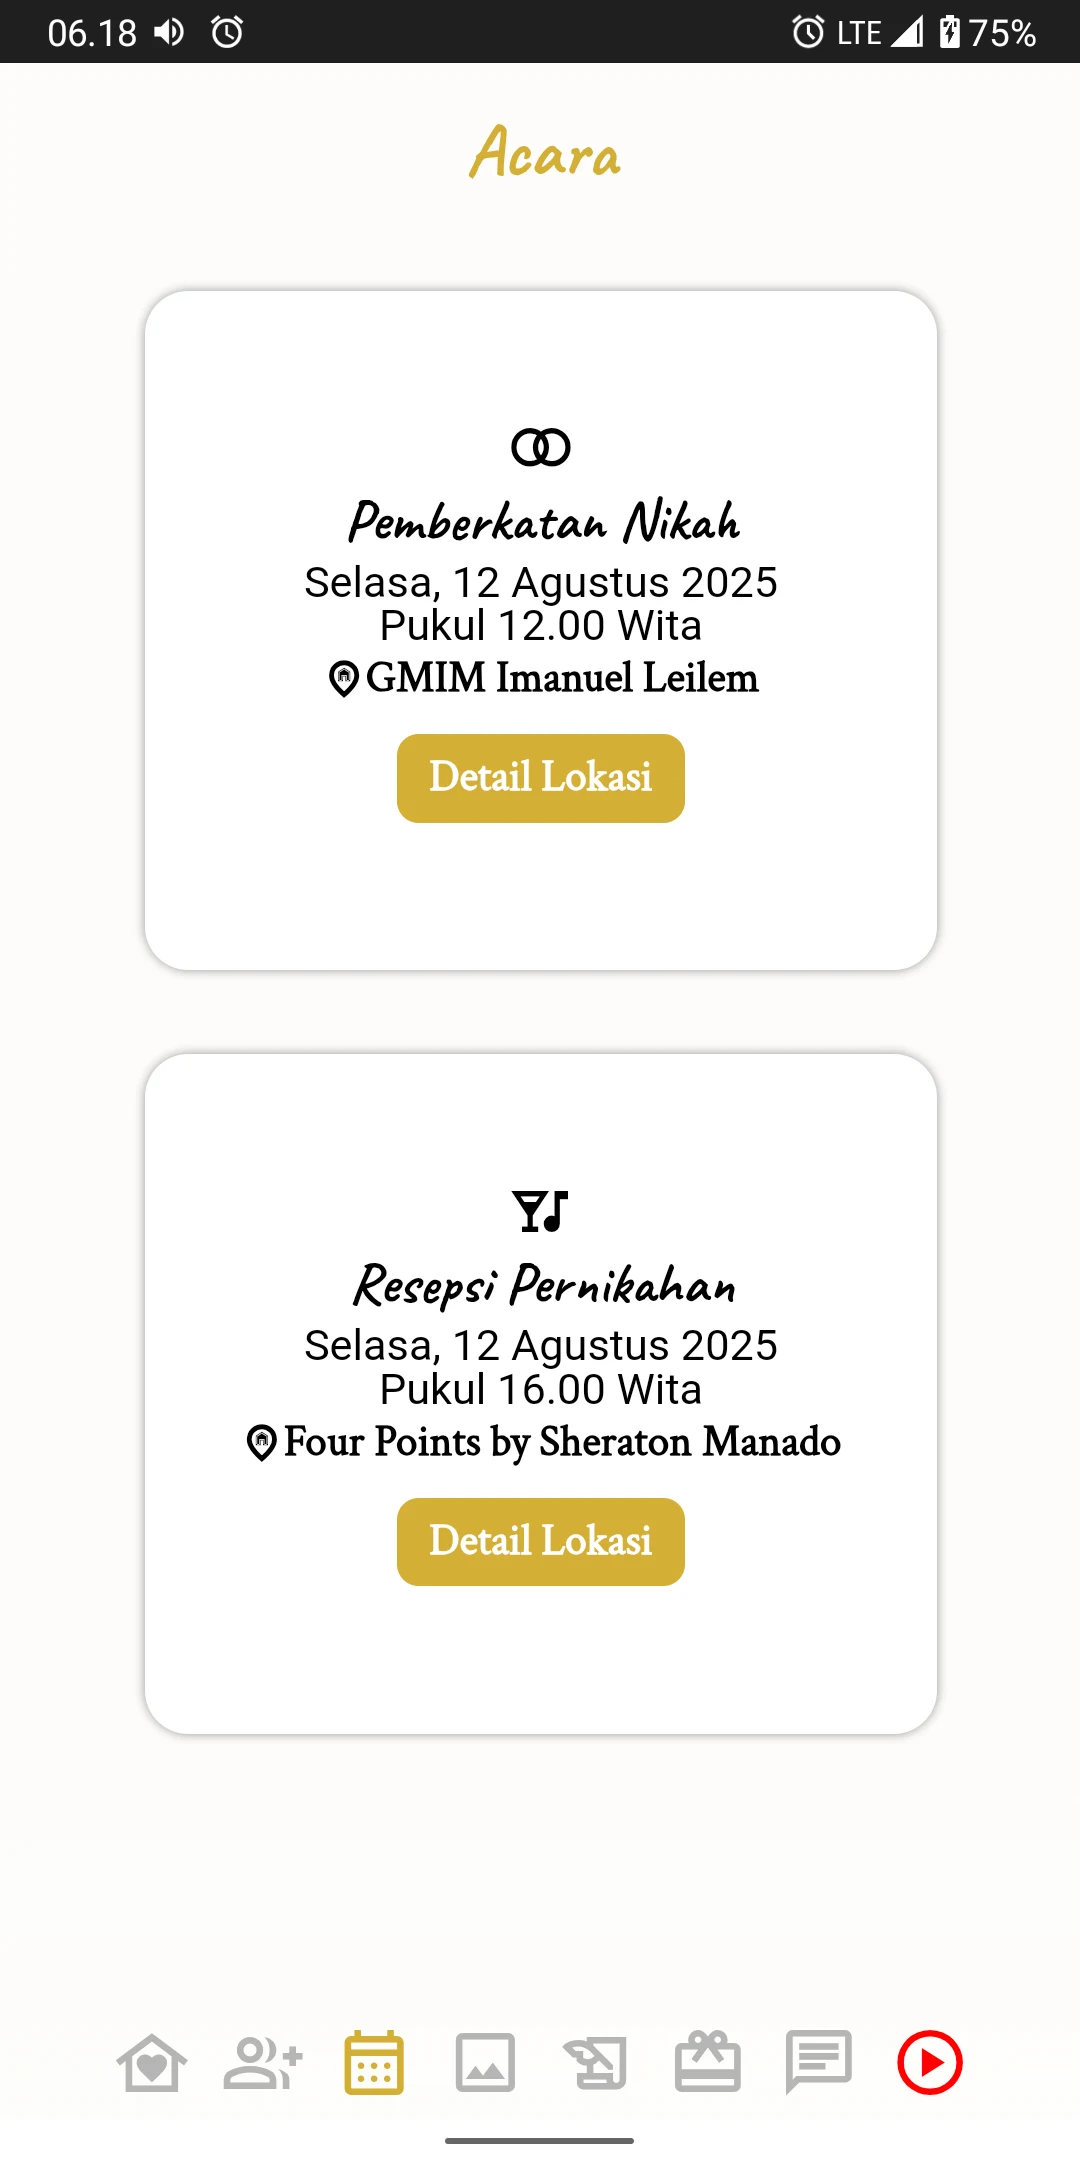 06.18
LTE 75%
Acara
Pemberkatan Nikah
Selasa, 12 Agustus 2025
Pukul 12.00 Wita
GMIM Imanuel Leilem
Detail Lokasi
Resepsi Pernikahan
Selasa, 12 Agustus 2025
Pukul 16.00 Wita
Four Points by Sheraton Manado
Detail Lokasi